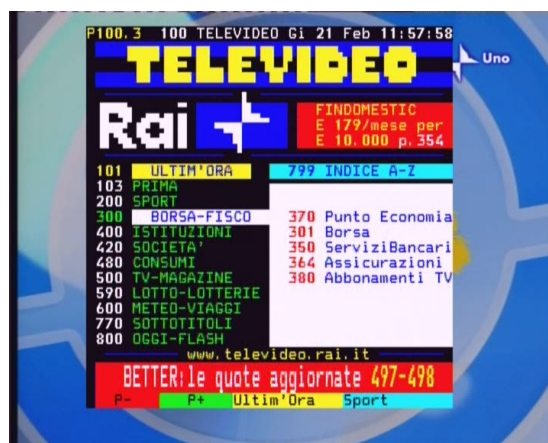 P100.3 100 TELEVIDEO Gi 21 Feb 11:57:58
TELEVIDEO
Uno
Rai
FINDOMESTIC
E 179/mese per
E 10.000 p.354
101 ULTIM'ORA 799 INDICE A-Z
103 PRIMA
200 SPORT
300 BORSA-FISCO 370 Punto Economia
400 ISTITUZIONI 301 Borsa
420 SOCIETA' 350 ServiziBancari
480 CONSUMI 364 Assicurazioni
500 TV-MAGAZINE 380 Abbonamenti TV
590 LOTTO-LOTTERIE
600 METEO-VIAGGI
770 SOTTOTITOLI
800 OGGI-FLASH
www.televideo.rai.it
BETTER:le quote aggiornate 497-498
P- P+ Ultim'Ora Sport